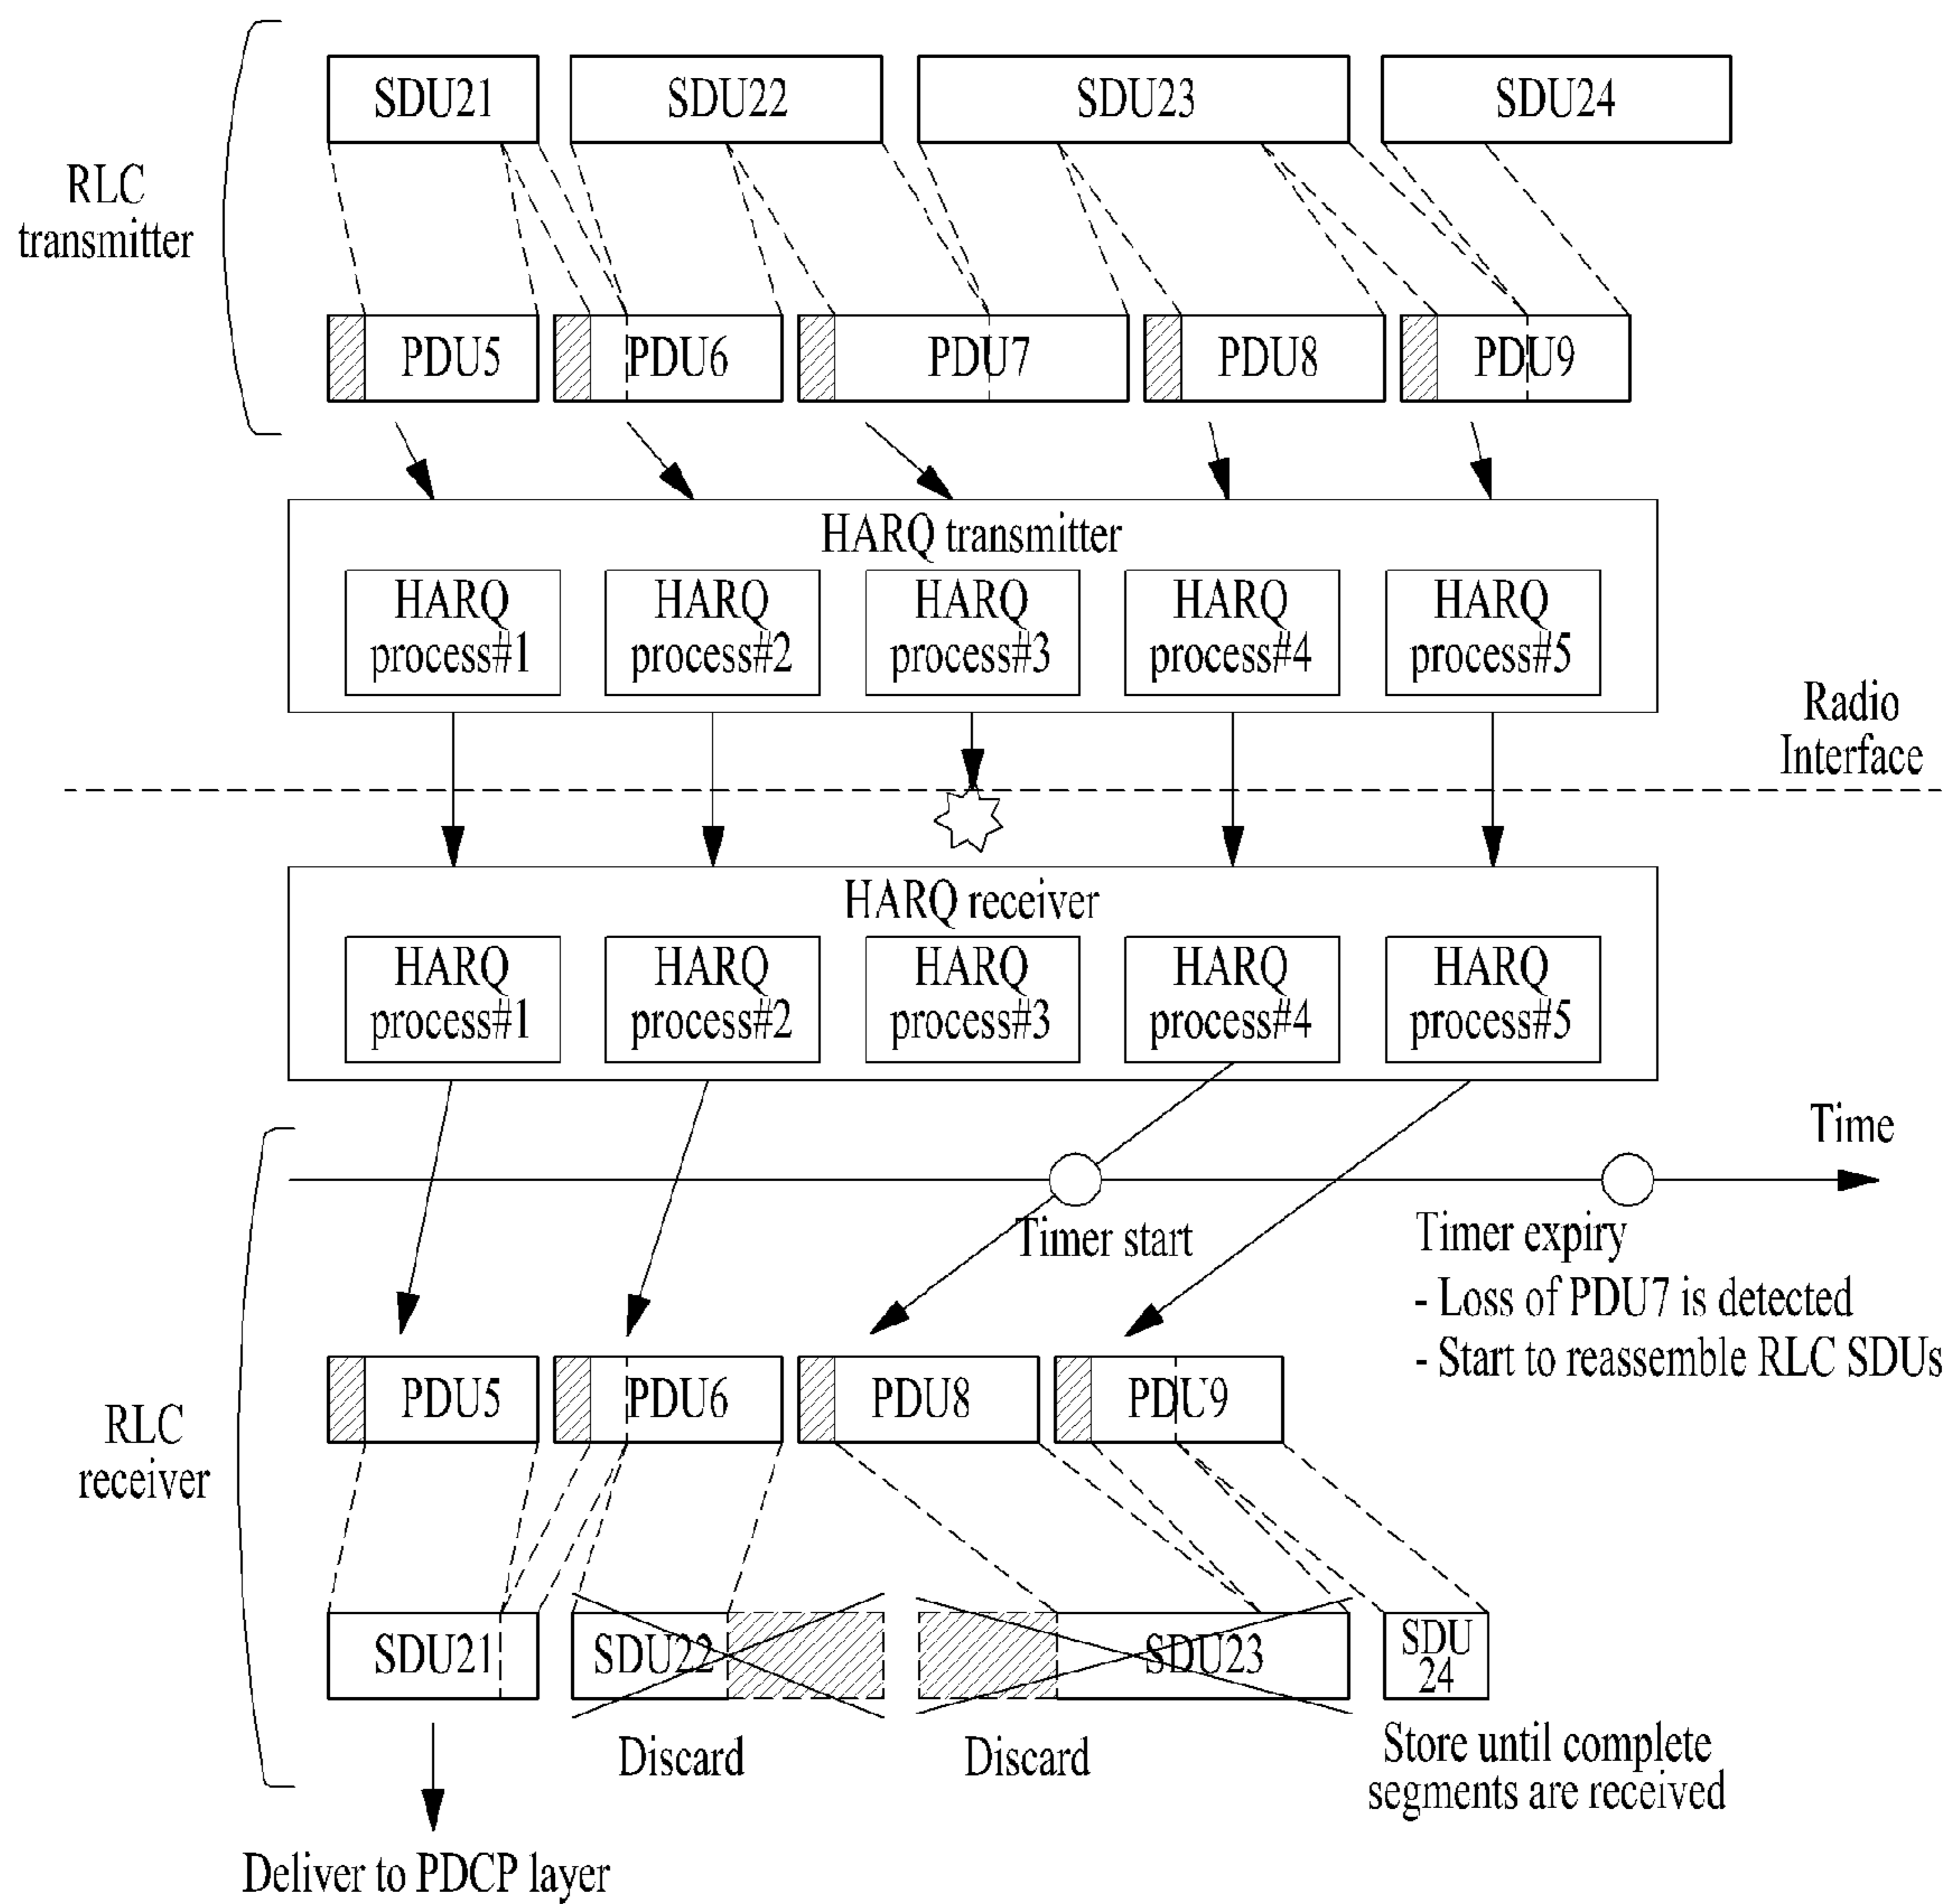 SDU21
SDU22
SDU23
SDU24
RLC
transmitter
PDU5
PDU6
PDU7
PDU8
PDU9
HARQ transmitter
HARQ
process#1
HARQ
process#2
HARQ
process#3
HARQ
process#4
HARQ
process#5
Radio
Interface
HARQ receiver
HARQ
process#1
HARQ
process#2
HARQ
process#3
HARQ
process#4
HARQ
process#5
Time
Timer start
Timer expiry
- Loss of PDU7 is detected
- Start to reassemble RLC SDUs
RLC
receiver
PDU5
PDU6
PDU8
PDU9
SDU21
SDU22
SDU23
SDU
24
Discard
Discard
Store until complete
segments are received
Deliver to PDCP layer